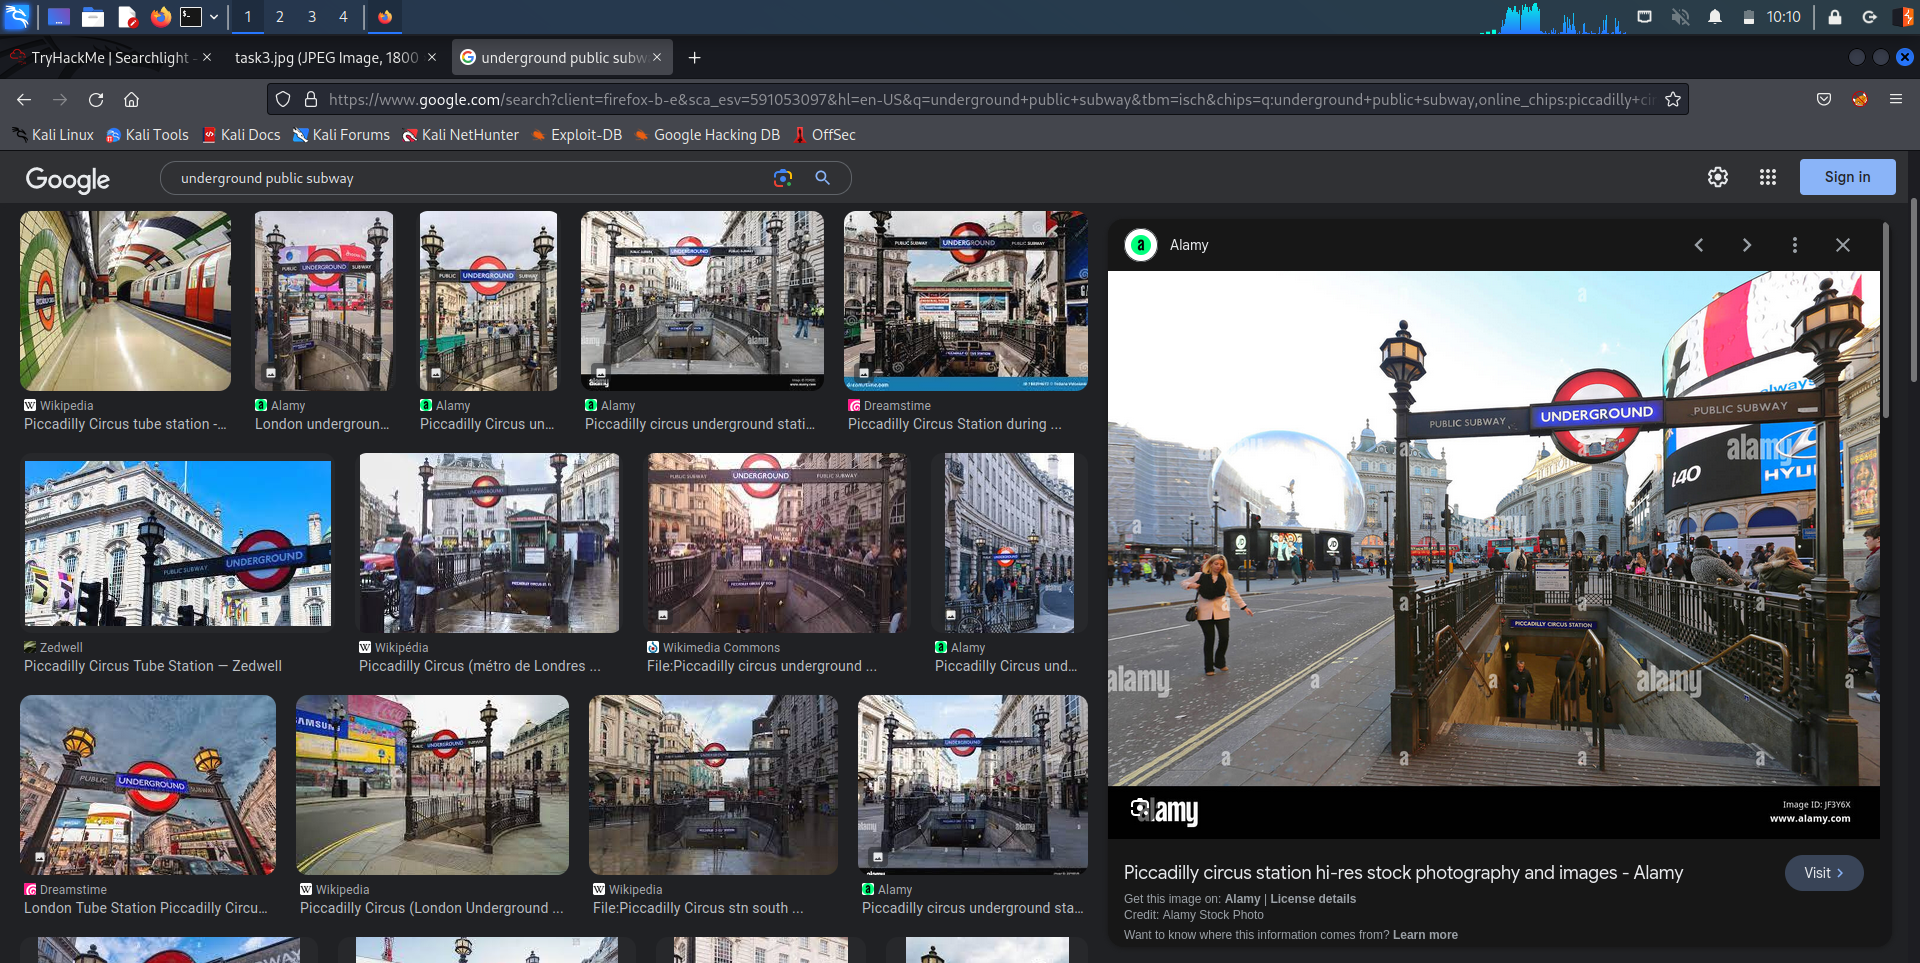 1 2 3 4
10:10
TryHackMe | Searchlight -
task3.jpg (JPEG Image, 1800
underground public subw
https://www.google.com/search?client=firefox-b-e&sca_esv=591053097&hl=en-US&q=underground+public+subway&tbm=isch&chips=q:underground+public+subway,online_chips:piccadilly+ci
Kali Linux Kali Tools Kali Docs Kali Forums Kali NetHunter Exploit-DB Google Hacking DB OffSec
Google
underground public subway
Sign in
Wikipedia
Piccadilly Circus tube station -...
Alamy
London undergroun...
Alamy
Piccadilly Circus un...
Alamy
Piccadilly circus underground stati...
Dreamstime
Piccadilly Circus Station during ...
Zedwell
Piccadilly Circus Tube Station — Zedwell
Wikipédia
Piccadilly Circus (métro de Londres ...
Wikimedia Commons
File:Piccadilly circus underground ...
Alamy
Piccadilly Circus und...
Dreamstime
London Tube Station Piccadilly Circu...
Wikipedia
Piccadilly Circus (London Underground ...
Wikipedia
File:Piccadilly Circus stn south ...
Alamy
Piccadilly circus underground sta...
Alamy
always
PUBLIC SUBWAY UNDERGROUND PUBLIC SUBWAY
i40 HYU
alamy
PICCADILLY CIRCUS STATION
alamy alamy
alamy
Image ID: JF3Y6X
www.alamy.com
Piccadilly circus station hi-res stock photography and images - Alamy
Visit
Get this image on: Alamy | License details
Credit: Alamy Stock Photo
Want to know where this information comes from? Learn more